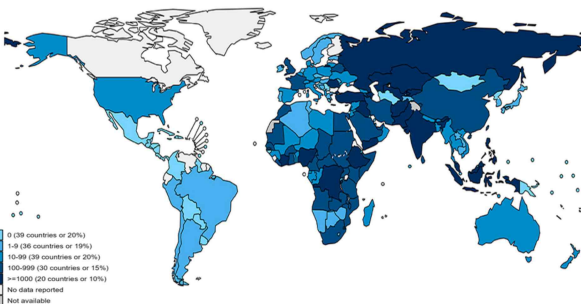 0 (39 countries or 20%)
1-9 (36 countries or 19%)
10-99 (39 countries or 20%)
100-999 (30 countries or 15%)
>=1000 (20 countries or 10%)
No data reported
Not available